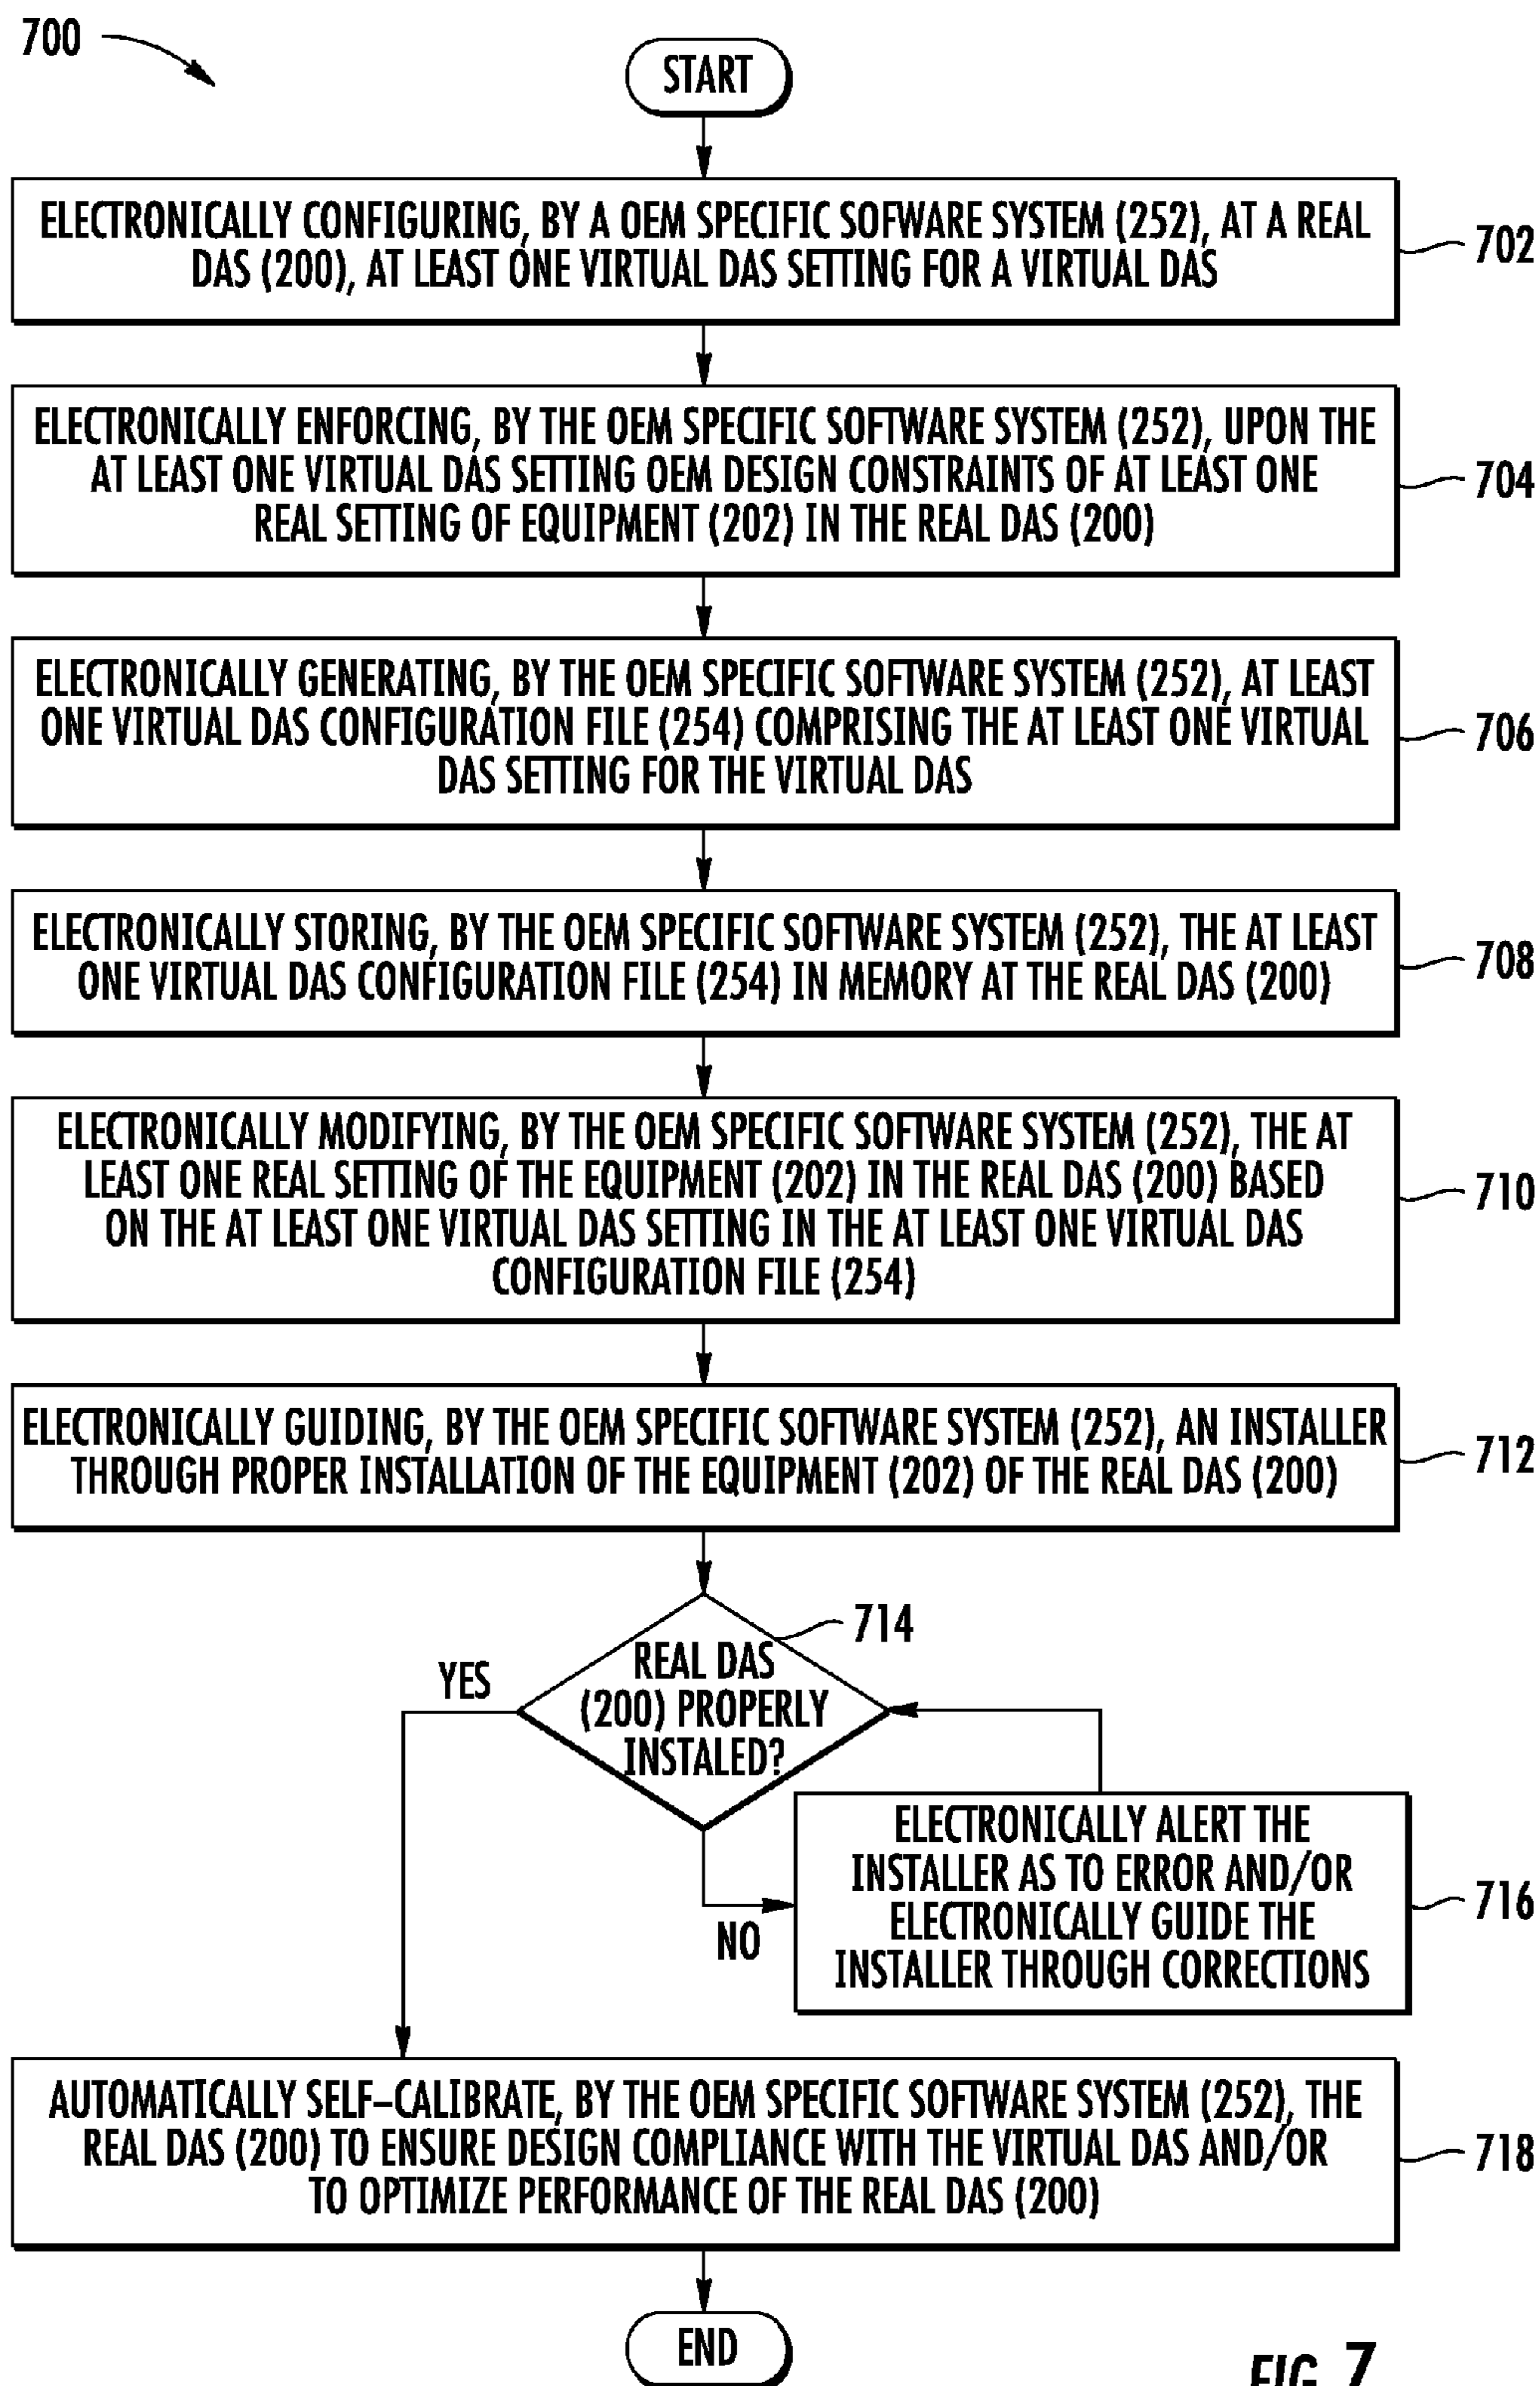 700
START
ELECTRONICALLY CONFIGURING, BY A OEM SPECIFIC SOFWARE SYSTEM (252), AT A REAL
DAS (200), AT LEAST ONE VIRTUAL DAS SETTING FOR A VIRTUAL DAS
702
ELECTRONICALLY ENFORCING, BY THE OEM SPECIFIC SOFTWARE SYSTEM (252), UPON THE
AT LEAST ONE VIRTUAL DAS SETTING OEM DESIGN CONSTRAINTS OF AT LEAST ONE
REAL SETTING OF EQUIPMENT (202) IN THE REAL DAS (200)
704
ELECTRONICALLY GENERATING, BY THE OEM SPECIFIC SOFTWARE SYSTEM (252), AT LEAST
ONE VIRTUAL DAS CONFIGURATION FILE (254) COMPRISING THE AT LEAST ONE VIRTUAL
DAS SETTING FOR THE VIRTUAL DAS
706
ELECTRONICALLY STORING, BY THE OEM SPECIFIC SOFTWARE SYSTEM (252), THE AT LEAST
ONE VIRTUAL DAS CONFIGURATION FILE (254) IN MEMORY AT THE REAL DAS (200)
708
ELECTRONICALLY MODIFYING, BY THE OEM SPECIFIC SOFTWARE SYSTEM (252), THE AT
LEAST ONE REAL SETTING OF THE EQUIPMENT (202) IN THE REAL DAS (200) BASED
ON THE AT LEAST ONE VIRTUAL DAS SETTING IN THE AT LEAST ONE VIRTUAL DAS
CONFIGURATION FILE (254)
710
ELECTRONICALLY GUIDING, BY THE OEM SPECIFIC SOFTWARE SYSTEM (252), AN INSTALLER
THROUGH PROPER INSTALLATION OF THE EQUIPMENT (202) OF THE REAL DAS (200)
712
714
YES
REAL DAS
(200) PROPERLY
INSTALED?
NO
ELECTRONICALLY ALERT THE
INSTALLER AS TO ERROR AND/OR
ELECTRONICALLY GUIDE THE
INSTALLER THROUGH CORRECTIONS
716
AUTOMATICALLY SELF-CALIBRATE, BY THE OEM SPECIFIC SOFTWARE SYSTEM (252), THE
REAL DAS (200) TO ENSURE DESIGN COMPLIANCE WITH THE VIRTUAL DAS AND/OR
TO OPTIMIZE PERFORMANCE OF THE REAL DAS (200)
718
END
FIG. 7